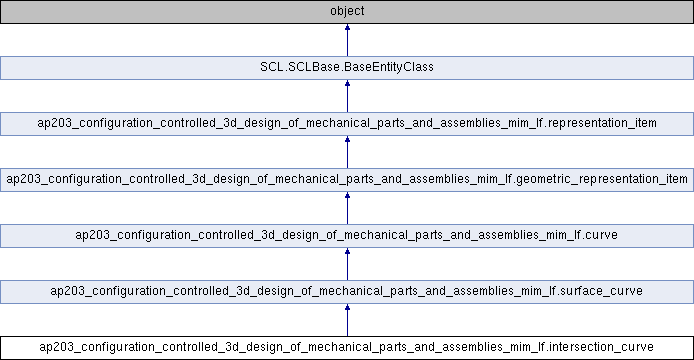 object
SCL.SCLBase.BaseEntityClass
ap203_configuration_controlled_3d_design_of_mechanical_parts_and_assemblies_mim_lf.representation_item
ap203_configuration_controlled_3d_design_of_mechanical_parts_and_assemblies_mim_lf.geometric_representation_item
ap203_configuration_controlled_3d_design_of_mechanical_parts_and_assemblies_mim_lf.curve
ap203_configuration_controlled_3d_design_of_mechanical_parts_and_assemblies_mim_lf.surface_curve
ap203_configuration_controlled_3d_design_of_mechanical_parts_and_assemblies_mim_lf.intersection_curve